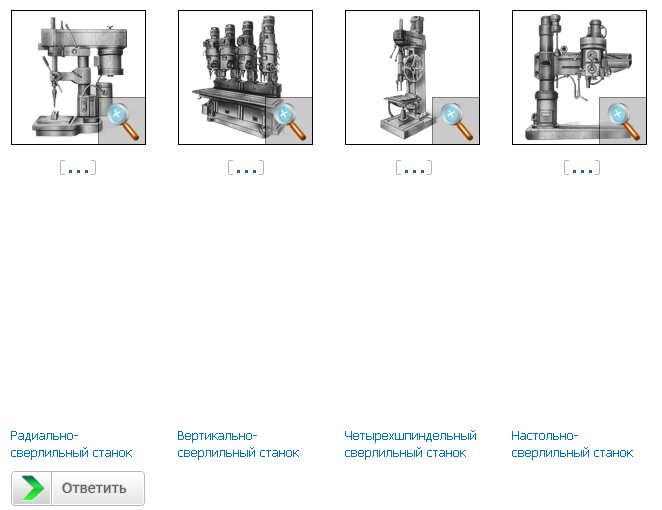 [...] [...] [...] [...]
Радиально-
сверлильный станок
Вертикально-
сверлильный станок
Четырехшпиндельный
сверлильный станок
Настольно-
сверлильный станок
Ответить